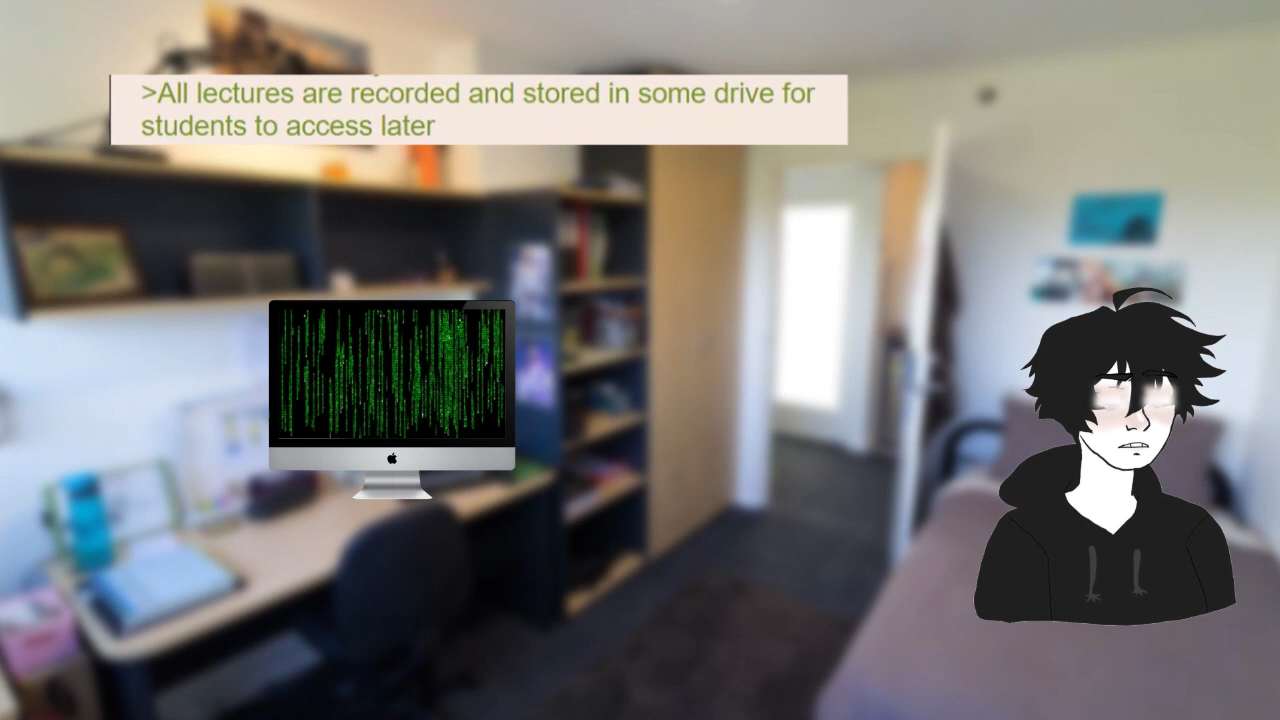 >All lectures are recorded and stored in some drive for
students to access later